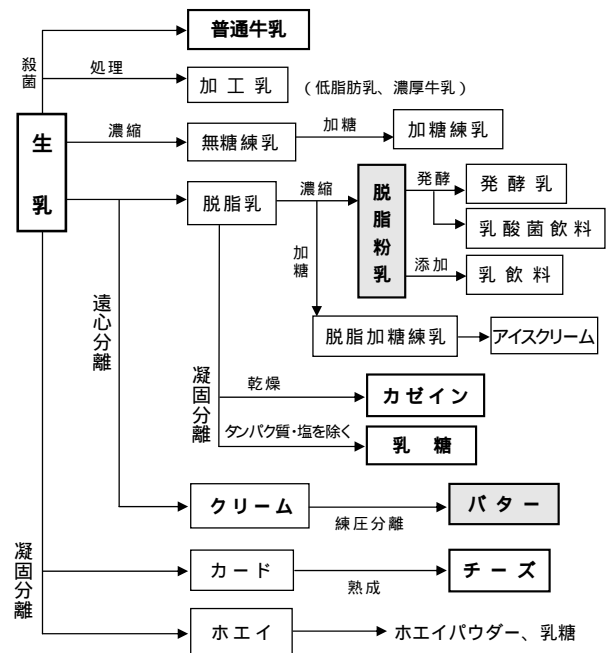 普通牛乳
殺菌
処理
加工乳
（低脂肪乳、濃厚牛乳）
生乳
濃縮
無糖練乳
加糖
加糖練乳
脱脂乳
濃縮
加糖
脱脂粉乳
発酵
発酵乳
乳酸菌飲料
添加
乳飲料
脱脂加糖練乳
アイスクリーム
遠心分離
凝固分離
乾燥
カゼイン
タンパク質・塩を除く
乳糖
クリーム
練圧分離
バター
凝固分離
カード
熟成
チーズ
ホエイ
ホエイパウダー、乳糖